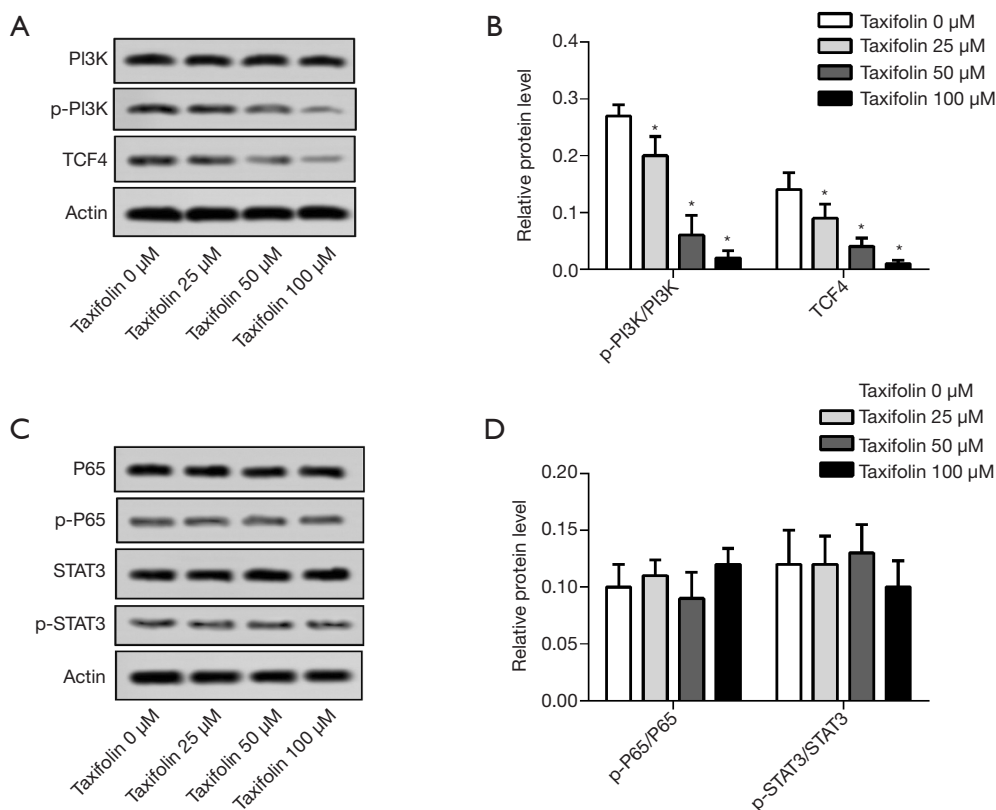 A
PI3K
p-PI3K
TCF4
Actin
Taxifolin 0 µM
Taxifolin 25 µM
Taxifolin 50 µM
Taxifolin 100 µM
B
Taxifolin 0 µM
Taxifolin 25 µM
Taxifolin 50 µM
Taxifolin 100 µM
Relative protein level
0.4
0.3
0.2
0.1
0.0
* * * * * *
p-PI3K/PI3K
TCF4
C
P65
p-P65
STAT3
p-STAT3
Actin
Taxifolin 0 µM
Taxifolin 25 µM
Taxifolin 50 µM
Taxifolin 100 µM
D
Taxifolin 0 µM
Taxifolin 25 µM
Taxifolin 50 µM
Taxifolin 100 µM
Relative protein level
0.20
0.15
0.10
0.05
0.00
p-P65/P65
p-STAT3/STAT3